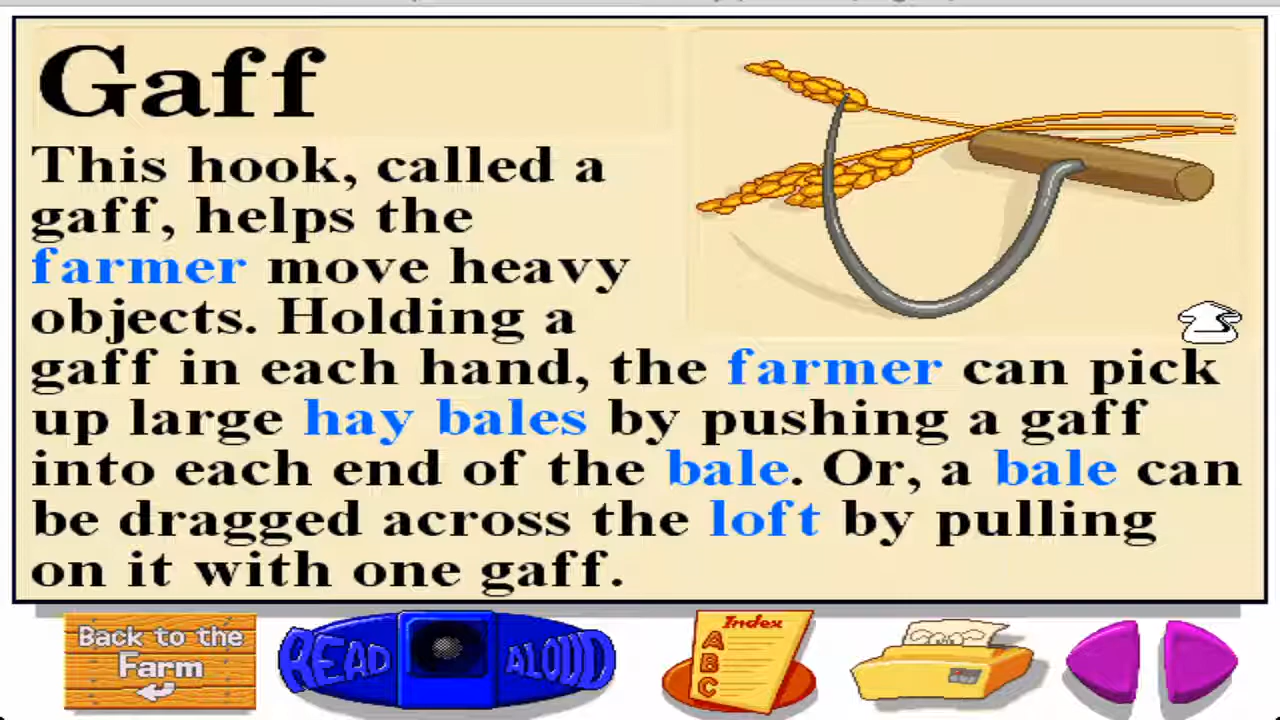 Gaff
This hook, called a
gaff, helps the
farmer move heavy
objects. Holding a
gaff in each hand, the farmer can pick
up large hay bales by pushing a gaff
into each end of the bale. Or, a bale can
be dragged across the loft by pulling
on it with one gaff.
Back to the
Farm
READ ALOUD
Index
A
B
C